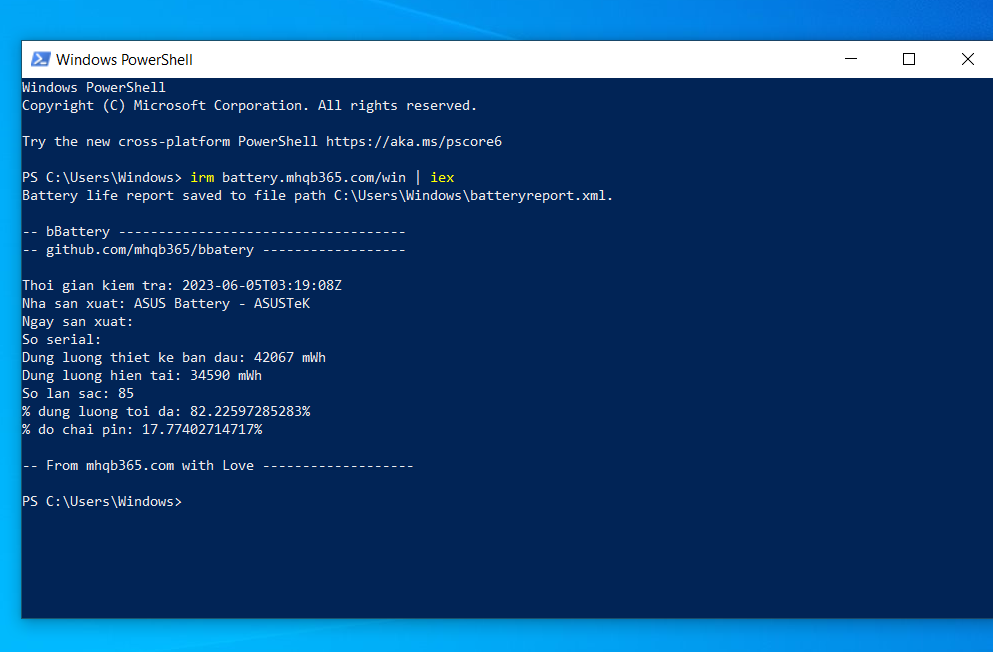 Windows PowerShell
Windows PowerShell
Copyright (C) Microsoft Corporation. All rights reserved.
Try the new cross-platform PowerShell https://aka.ms/pscore6
PS C:\Users\Windows> irm battery.mhqb365.com/win | iex
Battery life report saved to file path C:\Users\Windows\batteryreport.xml.
-- bBattery ------------------------------------
-- github.com/mhqb365/bbatery ------------------
Thoi gian kiem tra: 2023-06-05T03:19:08Z
Nha san xuat: ASUS Battery - ASUSTeK
Ngay san xuat:
So serial:
Dung luong thiet ke ban dau: 42067 mWh
Dung luong hien tai: 34590 mWh
So lan sac: 85
% dung luong toi da: 82.22597285283%
% do chai pin: 17.77402714717%
-- From mhqb365.com with Love -------------------
PS C:\Users\Windows>